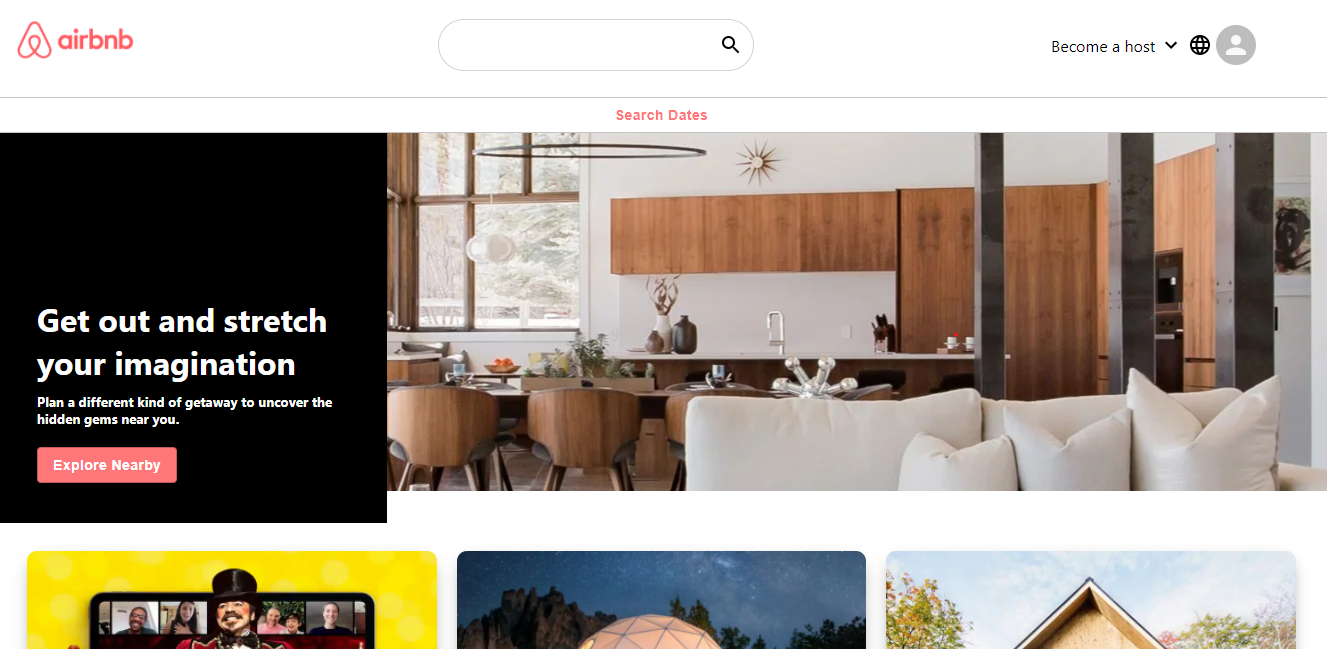 airbnb
Become a host
Search Dates
Get out and stretch
your imagination
Plan a different kind of getaway to uncover the
hidden gems near you.
Explore Nearby